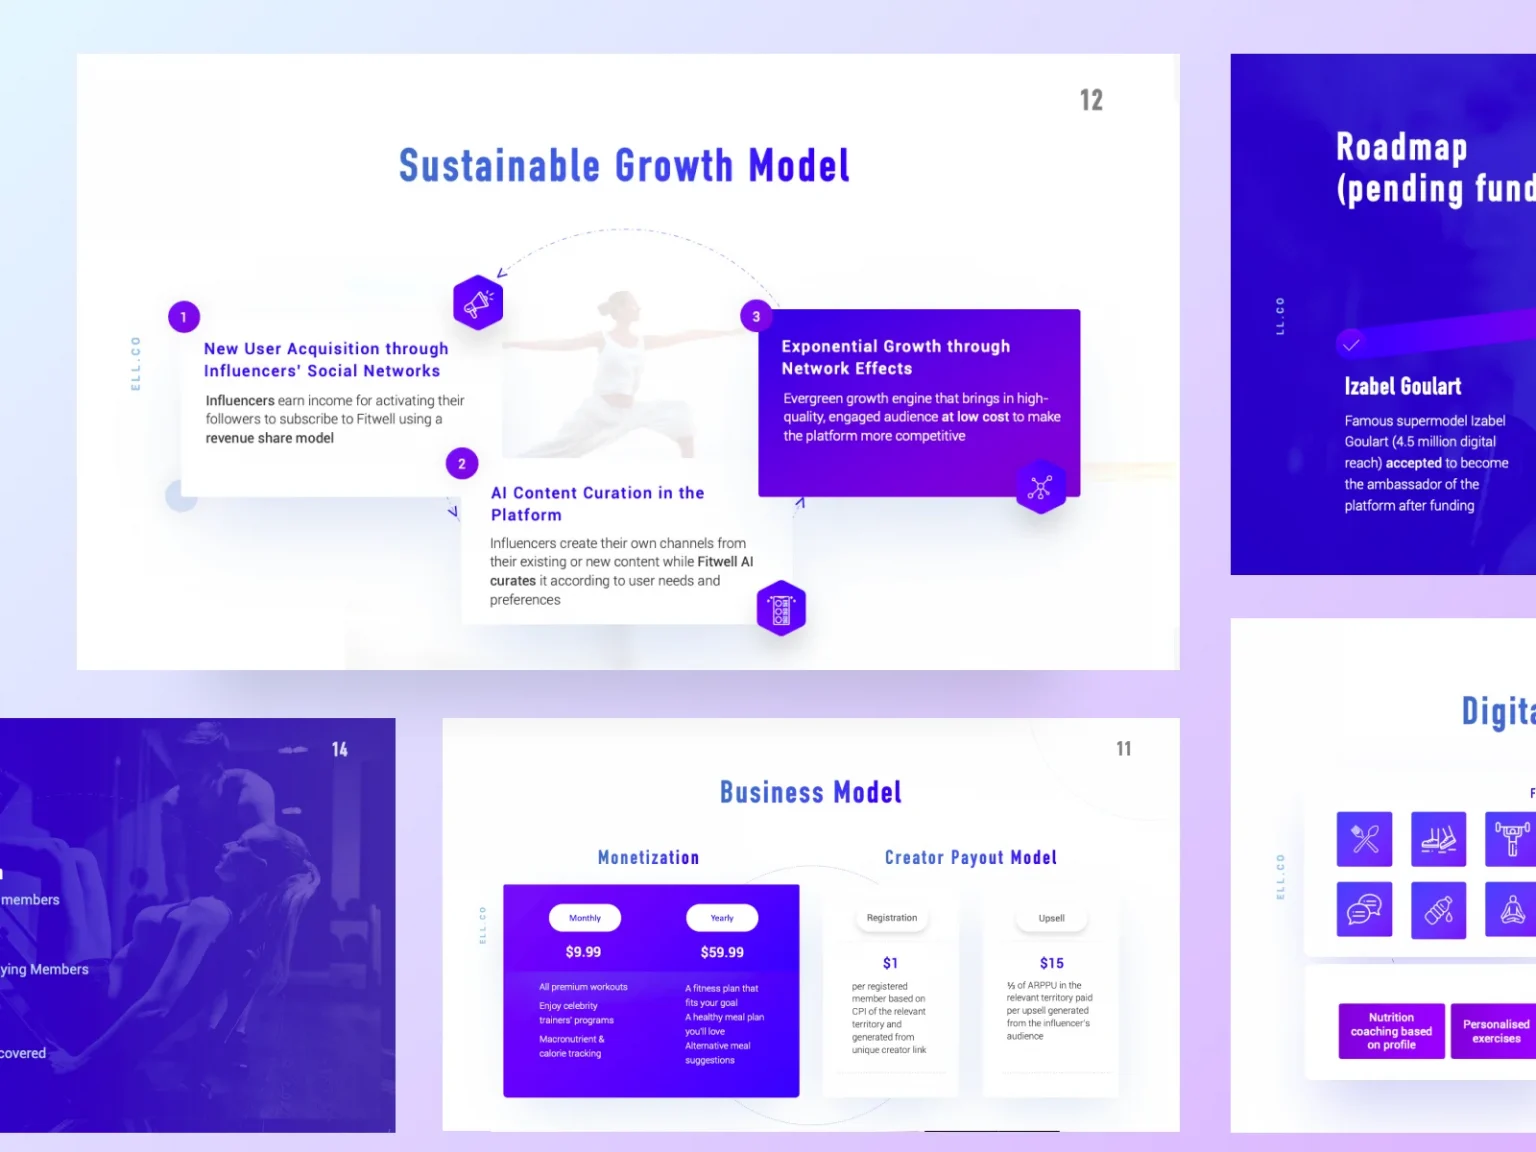 12
Sustainable Growth Model
ELL.CO
1
New User Acquisition through
Influencers' Social Networks
Influencers earn income for activating their
followers to subscribe to Fitwell using a
revenue share model
2
AI Content Curation in the
Platform
Influencers create their own channels from
their existing or new content while Fitwell AI
curates it according to user needs and
preferences
3
Exponential Growth through
Network Effects
Evergreen growth engine that brings in high-
quality, engaged audience at low cost to make
the platform more competitive
Roadmap
(pending fund
LL.CO
Izabel Goulart
Famous supermodel Izabel
Goulart (4.5 million digital
reach) accepted to become
the ambassador of the
platform after funding
14
members
ying Members
covered
11
Business Model
ELL.CO
Monetization
Monthly
$9.99
All premium workouts
Enjoy celebrity
trainers' programs
Macronutrient &
calorie tracking
Yearly
$59.99
A fitness plan that
fits your goal
A healthy meal plan
you'll love
Alternative meal
suggestions
Creator Payout Model
Registration
$1
per registered
member based on
CPI of the relevant
territory and
generated from
unique creator link
Upsell
$15
⅓ of ARPPU in the
relevant territory paid
per upsell generated
from the influencer's
audience
Digita
F
ELL.CO
Nutrition
coaching based
on profile
Personalised
exercises